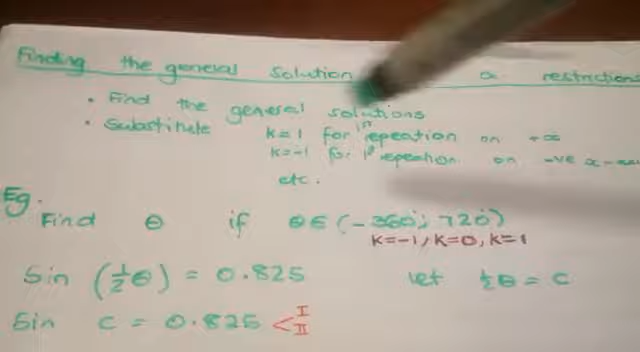 Finding the general solution a restrictions
• Find the general solutions
• Substitute k=1 for 1st repeation on +∞
k=-1 for 1st repeation on -ve
etc.
Eg.
Find θ if θ∈(-360°; 720°)
k=-1, k=0, k=1
Sin (½θ) = 0.825 let ½θ = c
Sin c = 0.825 < I
II